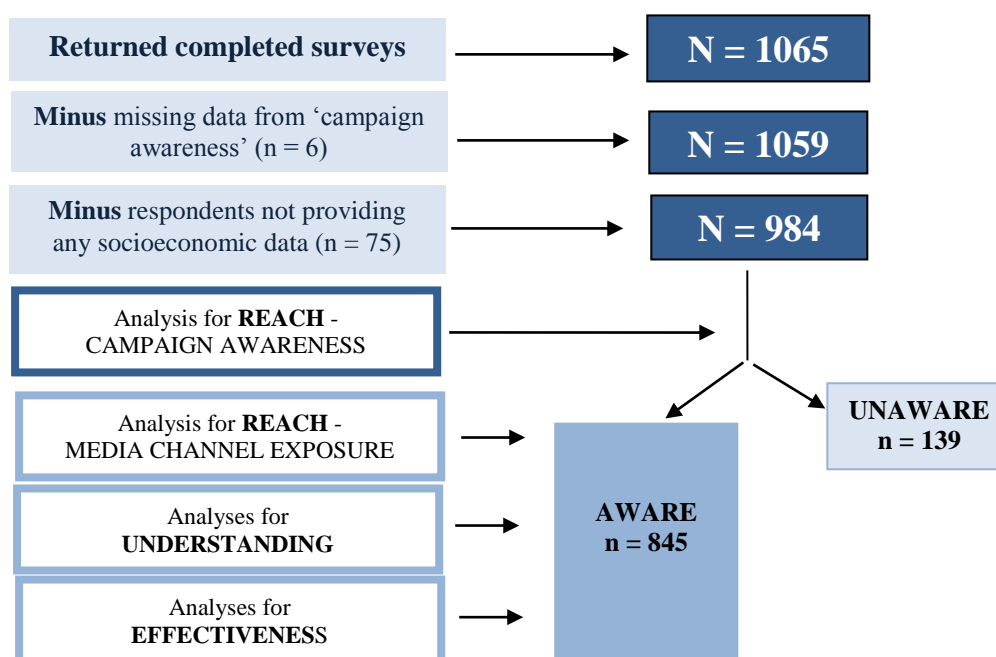 Returned completed surveys
N = 1065
Minus missing data from ‘campaign
awareness’ (n = 6)
N = 1059
Minus respondents not providing
any socioeconomic data (n = 75)
N = 984
Analysis for REACH -
CAMPAIGN AWARENESS
Analysis for REACH -
MEDIA CHANNEL EXPOSURE
UNAWARE
n = 139
Analyses for
UNDERSTANDING
AWARE
n = 845
Analyses for
EFFECTIVENESS